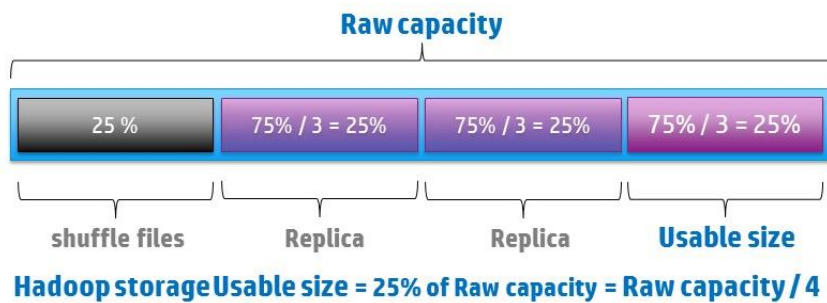 Raw capacity
25 %
75% / 3 = 25%
75% / 3 = 25%
75% / 3 = 25%
shuffle files
Replica
Replica
Usable size
Hadoop storage Usable size = 25% of Raw capacity = Raw capacity / 4